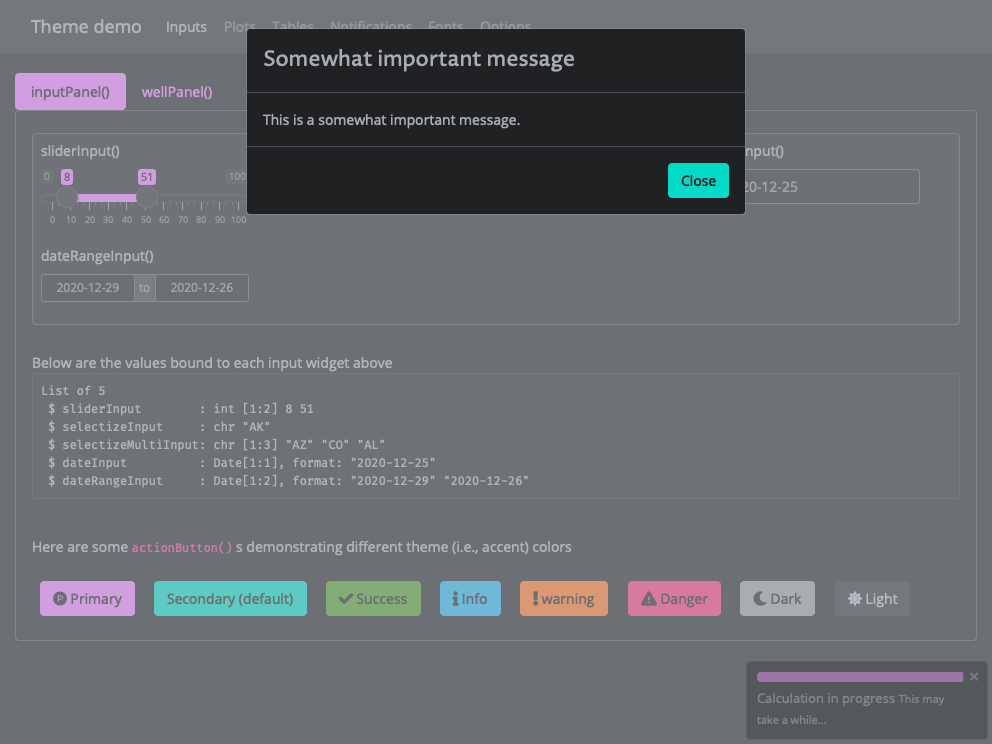 Theme demo Inputs Plots Tables Notifications Fonts Options
Somewhat important message
This is a somewhat important message.
Close
inputPanel() wellPanel()
sliderInput()
0 8 51 100
0 10 20 30 40 50 60 70 80 90 100
nput()
0-12-25
dateRangeInput()
2020-12-29 to 2020-12-26
Below are the values bound to each input widget above
List of 5
$ sliderInput : int [1:2] 8 51
$ selectizeInput : chr "AK"
$ selectizeMultiInput: chr [1:3] "AZ" "CO" "AL"
$ dateInput : Date[1:1], format: "2020-12-25"
$ dateRangeInput : Date[1:2], format: "2020-12-29" "2020-12-26"
Here are some actionButton() s demonstrating different theme (i.e., accent) colors
Primary Secondary (default) Success Info warning Danger Dark Light
Calculation in progress This may
take a while...